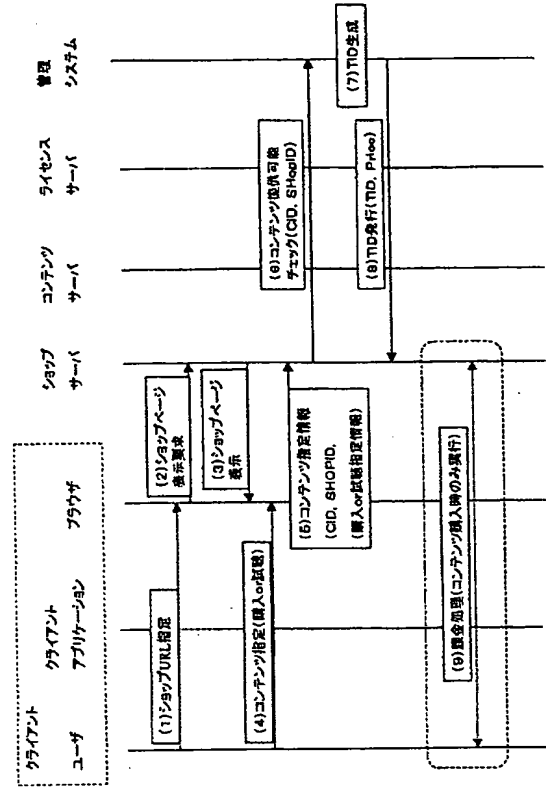 クライアント
ユーザ
クライアント
アプリケーション
ブラウザ
ショップ
サーバ
コンテンツ
サーバ
ライセンス
サーバ
管理
システム
(1)ショップURL指定
(2)ショップページ
表示要求
(3)ショップページ
表示
(4)コンテンツ指定(購入or試聴)
(5)コンテンツ指定情報
(CID, SHOPID,
(購入or試聴指定情報)
(6)コンテンツ提供可能
チェック(CID, SHopID)
(7)TID生成
(8)TID発行(TID, Price)
(9)課金処理(コンテンツ購入時のみ実行)